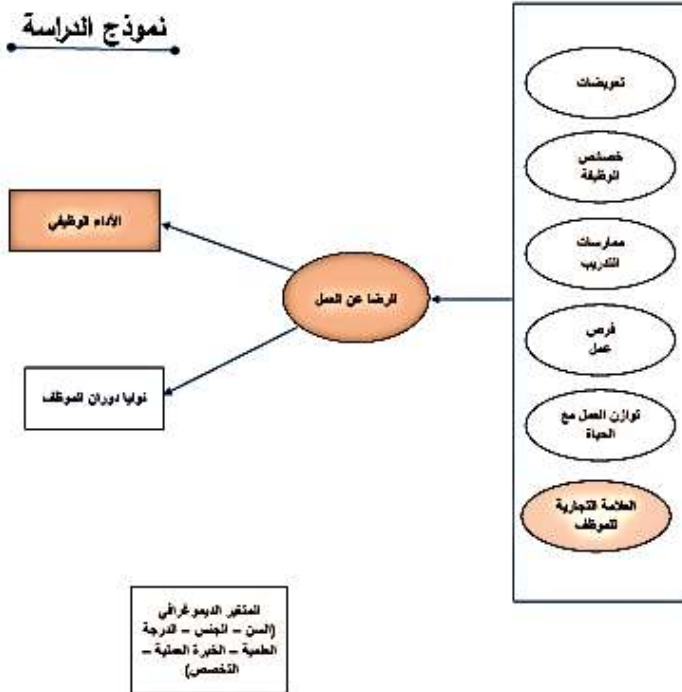 نموذج الدراسة
تعويضات
خصائص
الوظيفة
ممارسات
التدريب
فرص
عمل
توازن العمل مع
الحياة
العلامة التجارية
للموظف
الرضا عن العمل
الأداء الوظيفي
نوايا دوران الموظف
المتغير الديموغرافي
(السن – الجنس – الدرجة
العلمية – الخبرة العملية –
التخصص)